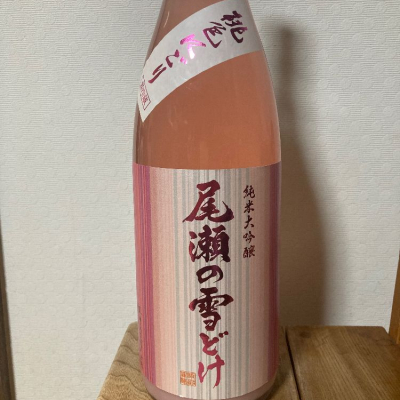 桃色にごり
純米大吟醸
尾瀬の雪どけ